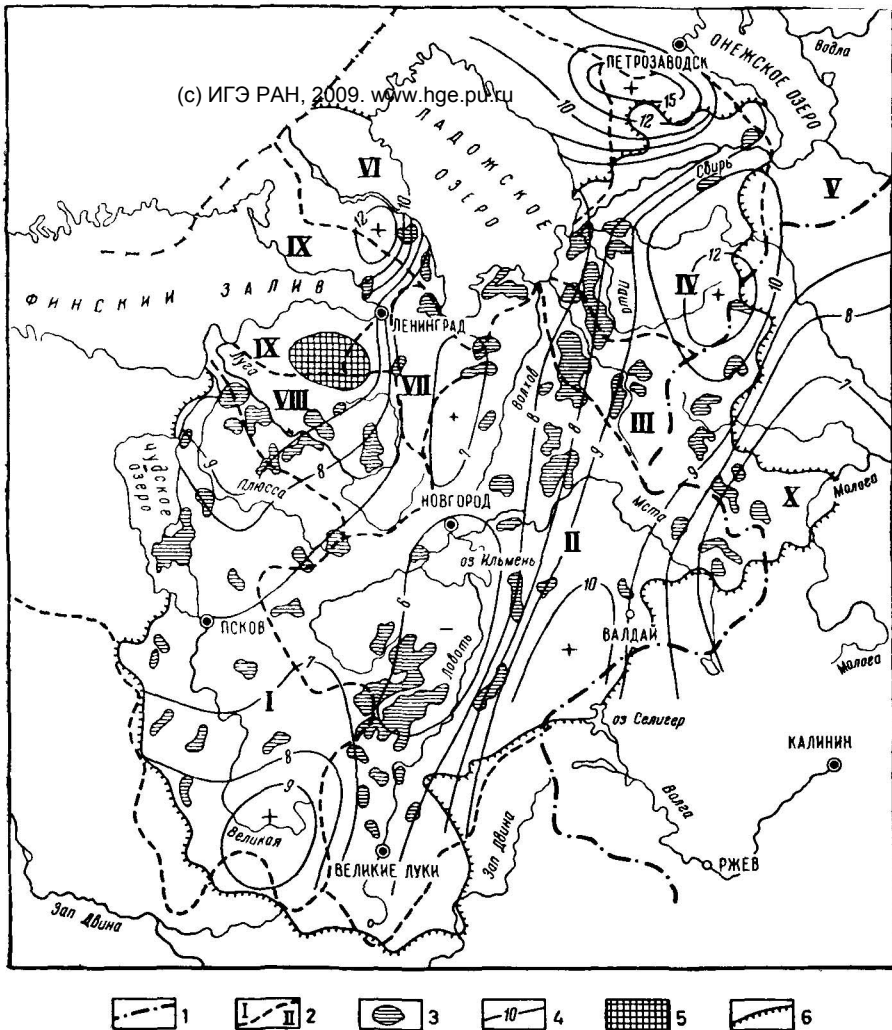 ПЕТРОЗАВОДСК
ОНЕЖСКОЕ ОЗЕРО
Водла
(с) ИГЭ РАН, 2009. www.hge.pu.ru
10
15
12
ЛАДОЖСКОЕ ОЗЕРО
Свирь
VI
10
V
12
IX
12
IV
Паша
10
ФИНСКИЙ ЗАЛИВ
8
ЛЕНИНГРАД
IX
Луга
VII
VIII
Волхов
7
8
8
III
7
9
8
6
9
Чудское озеро
Плюсса
X
Молога
НОВГОРОД
Мста
II
оз Ильмень
10
6
ПСКОВ
ВАЛДАЙ
Молога
Ловать
7
I
оз Селигер
КАЛИНИН
8
9
Волга
Великая
Зап Двина
РЖЕВ
ВЕЛИКИЕ ЛУКИ
Зап Двина
1
I II 2
3
10 4
5
6